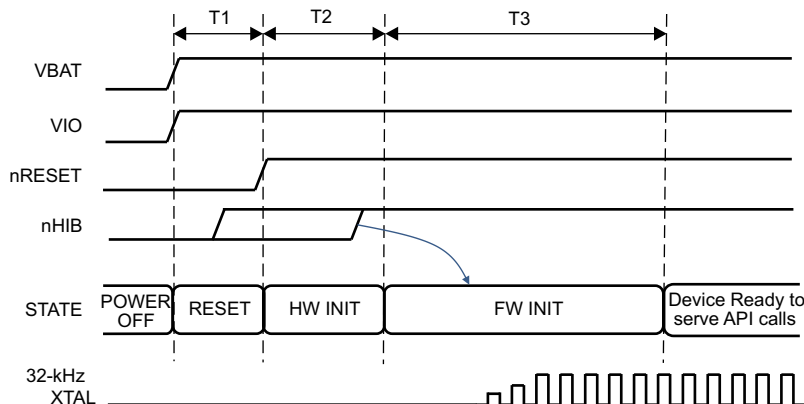 T1 T2 T3
VBAT
VIO
nRESET
nHIB
STATE
POWER
OFF
RESET
HW INIT
FW INIT
Device Ready to
serve API calls
32-kHz
XTAL